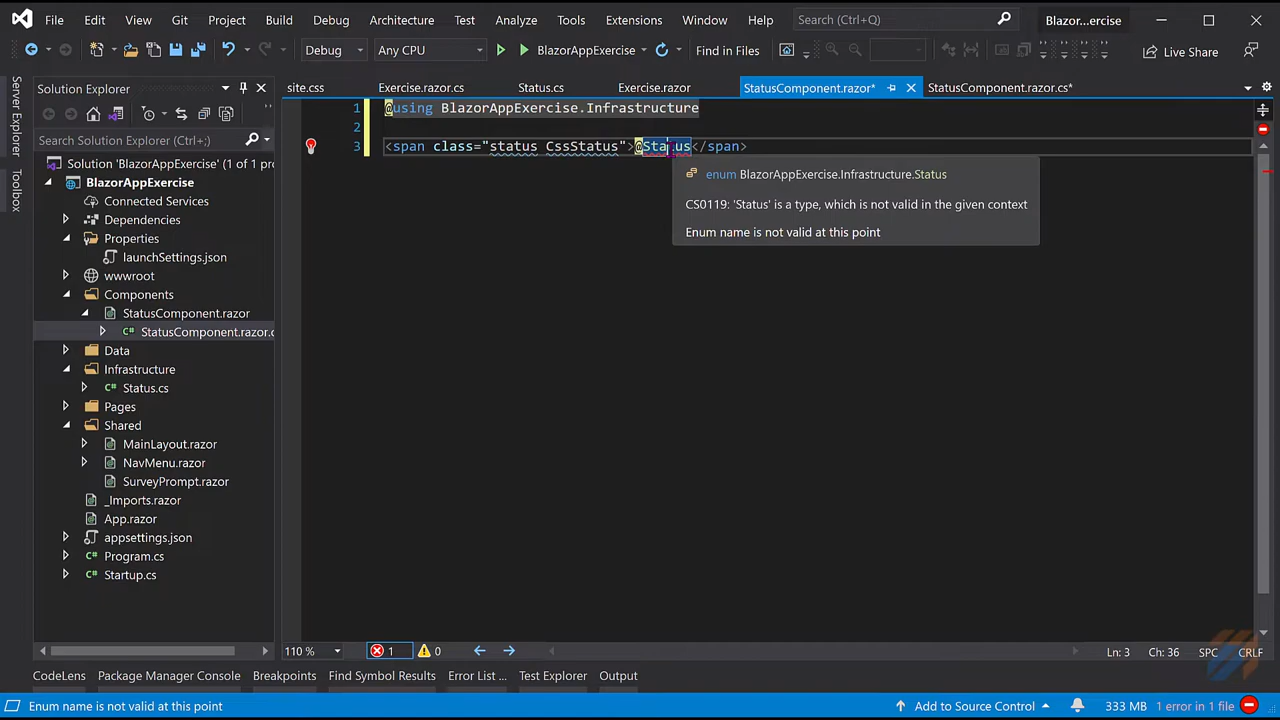 File Edit View Git Project Build Debug Architecture Test Analyze Tools Extensions Window Help Search (Ctrl+Q) Blazor...ercise
Debug Any CPU BlazorAppExercise Find in Files Live Share
Server Explorer
Toolbox
Solution Explorer
Search Solution Explorer (Ctrl+;)
Solution 'BlazorAppExercise' (1 of 1 pr
BlazorAppExercise
Connected Services
Dependencies
Properties
launchSettings.json
wwwroot
Components
StatusComponent.razor
StatusComponent.razor.c
Data
Infrastructure
Status.cs
Pages
Shared
MainLayout.razor
NavMenu.razor
SurveyPrompt.razor
_Imports.razor
App.razor
appsettings.json
Program.cs
Startup.cs
site.css Exercise.razor.cs Status.cs Exercise.razor StatusComponent.razor* StatusComponent.razor.cs*
1 @using BlazorAppExercise.Infrastructure
2
3 <span class="status CssStatus">@Status</span>
enum BlazorAppExercise.Infrastructure.Status
CS0119: 'Status' is a type, which is not valid in the given context
Enum name is not valid at this point
110 % 1 0 Ln: 3 Ch: 36 SPC CRLF
CodeLens Package Manager Console Breakpoints Find Symbol Results Error List ... Test Explorer Output
Enum name is not valid at this point Add to Source Control 333 MB 1 error in 1 file